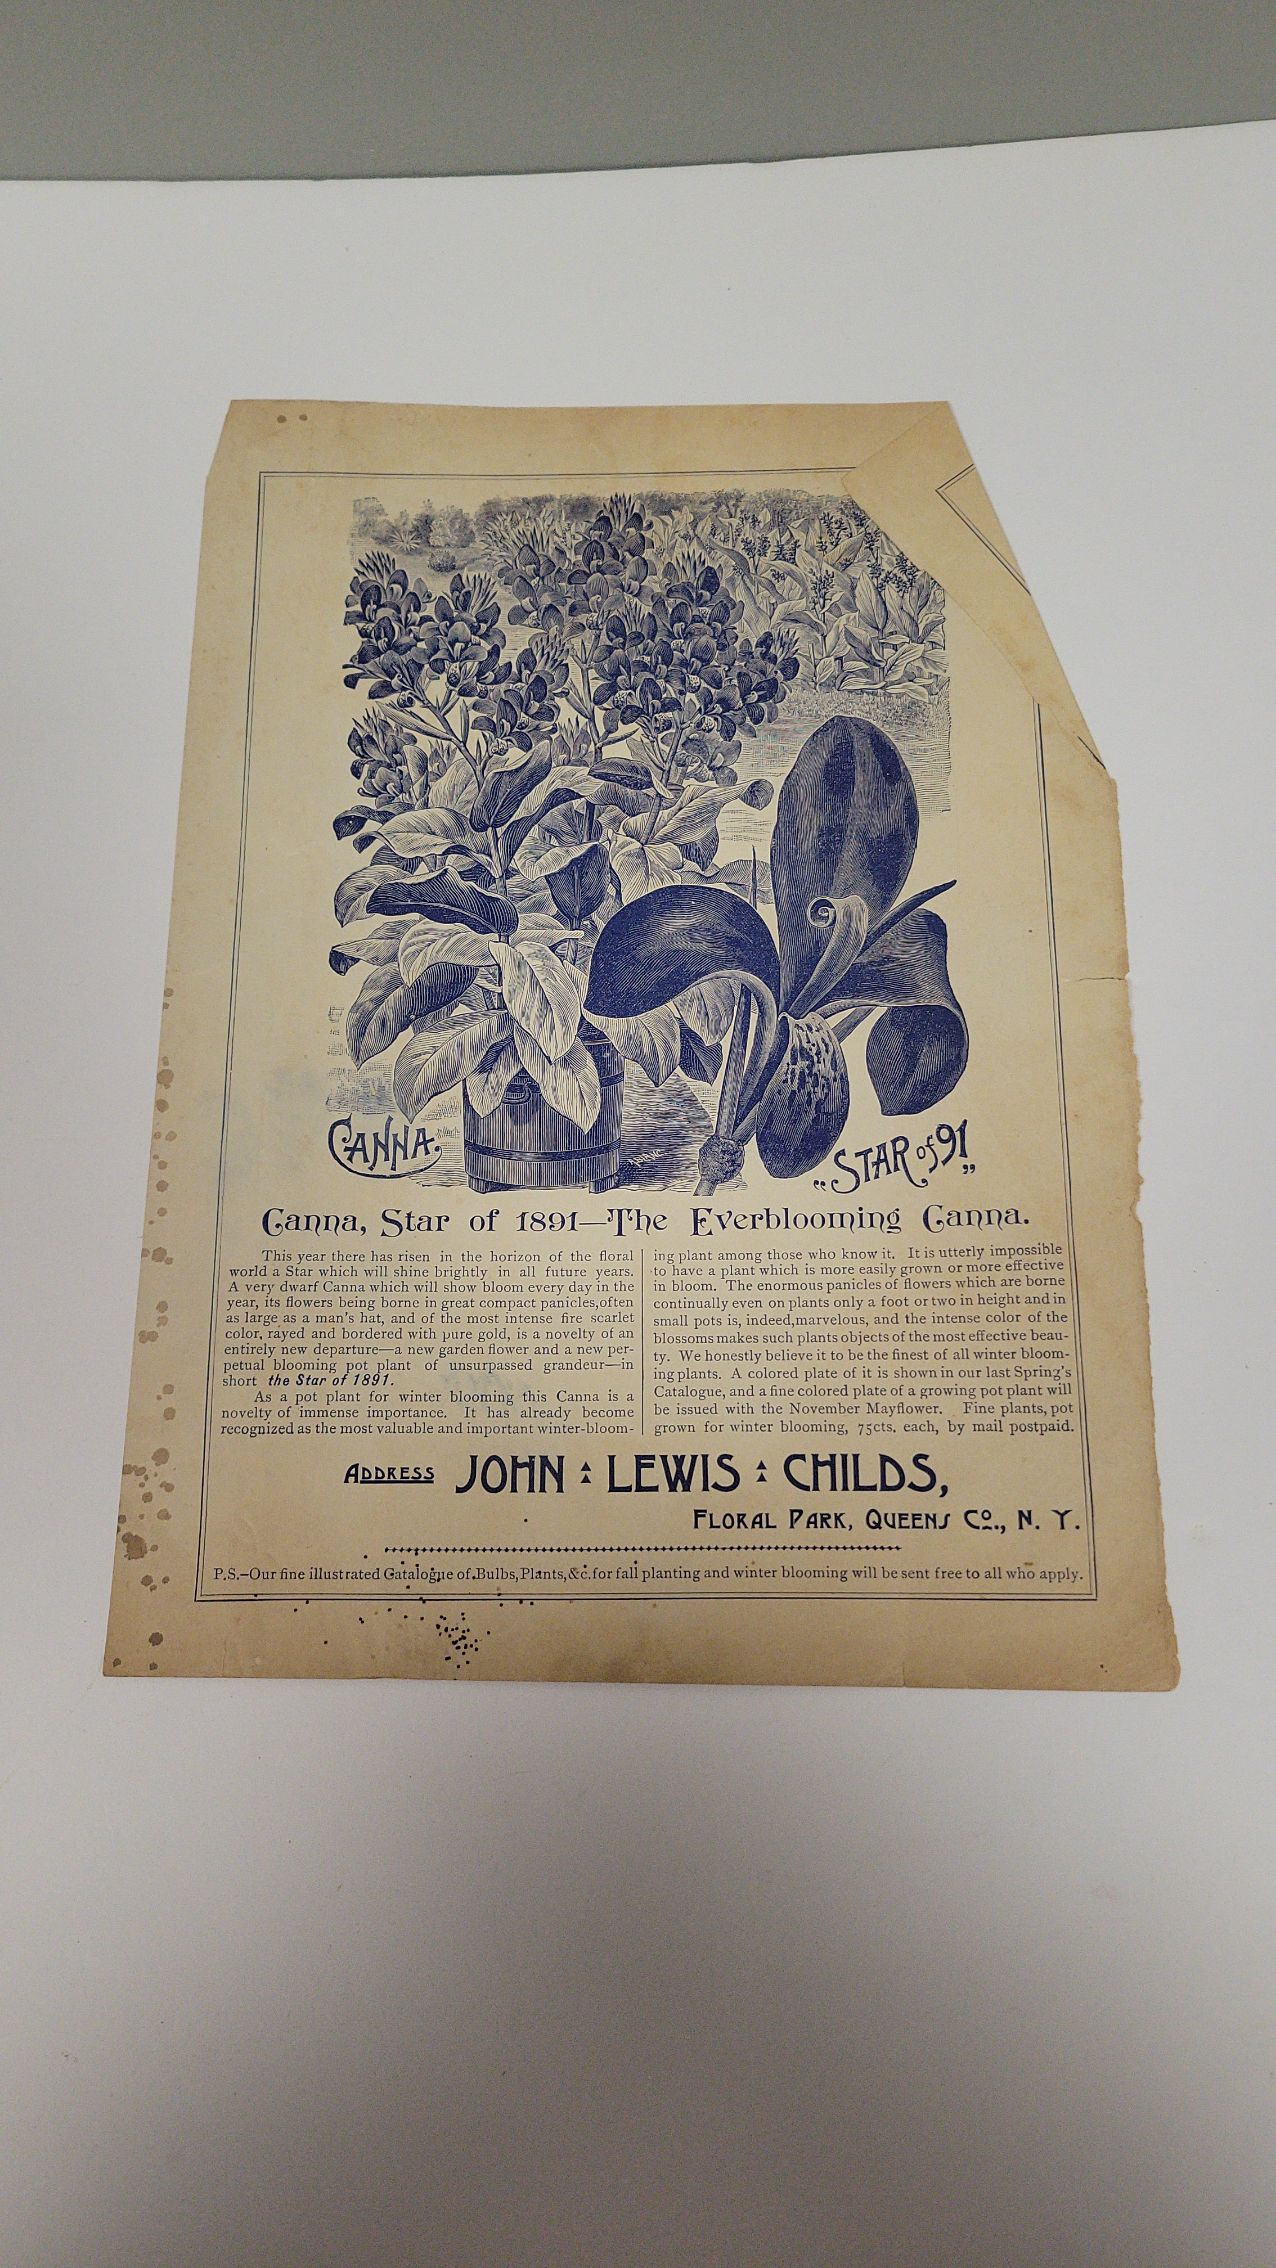 CANNA.
"STAR of 91"
Canna, Star of 1891—The Everblooming Canna.
This year there has risen in the horizon of the floral
world a Star which will shine brightly in all future years.
A very dwarf Canna which will show bloom every day in the
year, its flowers being borne in great compact panicles, often
as large as a man's hat, and of the most intense fire scarlet
color, rayed and bordered with pure gold, is a novelty of an
entirely new departure—a new garden flower and a new per-
petual blooming pot plant of unsurpassed grandeur—in
short the Star of 1891.
As a pot plant for winter blooming this Canna is a
novelty of immense importance. It has already become
recognized as the most valuable and important winter-bloom-
ing plant among those who know it. It is utterly impossible
to have a plant which is more easily grown or more effective
in bloom. The enormous panicles of flowers which are borne
continually even on plants only a foot or two in height and in
small pots is, indeed, marvelous, and the intense color of the
blossoms makes such plants objects of the most effective beau-
ty. We honestly believe it to be the finest of all winter bloom-
ing plants. A colored plate of it is shown in our last Spring's
Catalogue, and a fine colored plate of a growing pot plant will
be issued with the November Mayflower. Fine plants, pot
grown for winter blooming, 75cts. each, by mail postpaid.
ADDRESS JOHN : LEWIS : CHILDS,
FLORAL PARK, QUEENS Co., N. Y.
P.S.—Our fine illustrated Catalogue of Bulbs, Plants, &c. for fall planting and winter blooming will be sent free to all who apply.